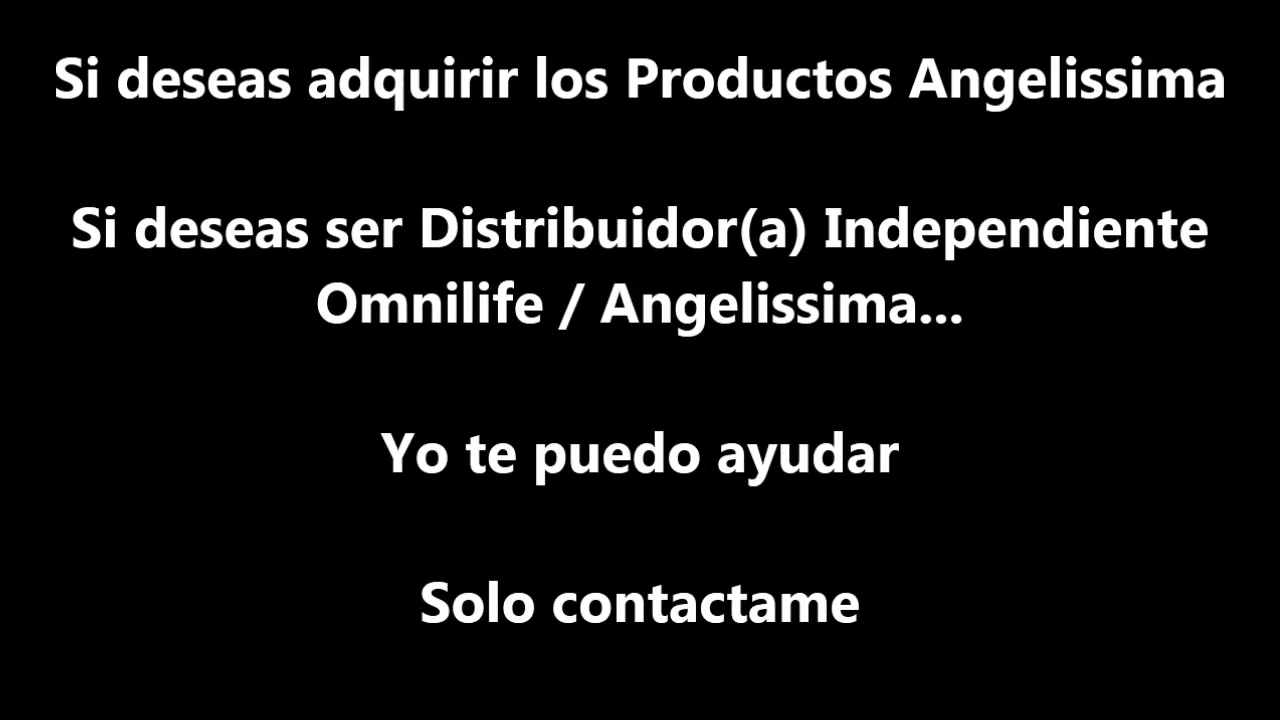 Si deseas adquirir los Productos Angelissima
Si deseas ser Distribuidor(a) Independiente
Omnilife / Angelissima...
Yo te puedo ayudar
Solo contactame